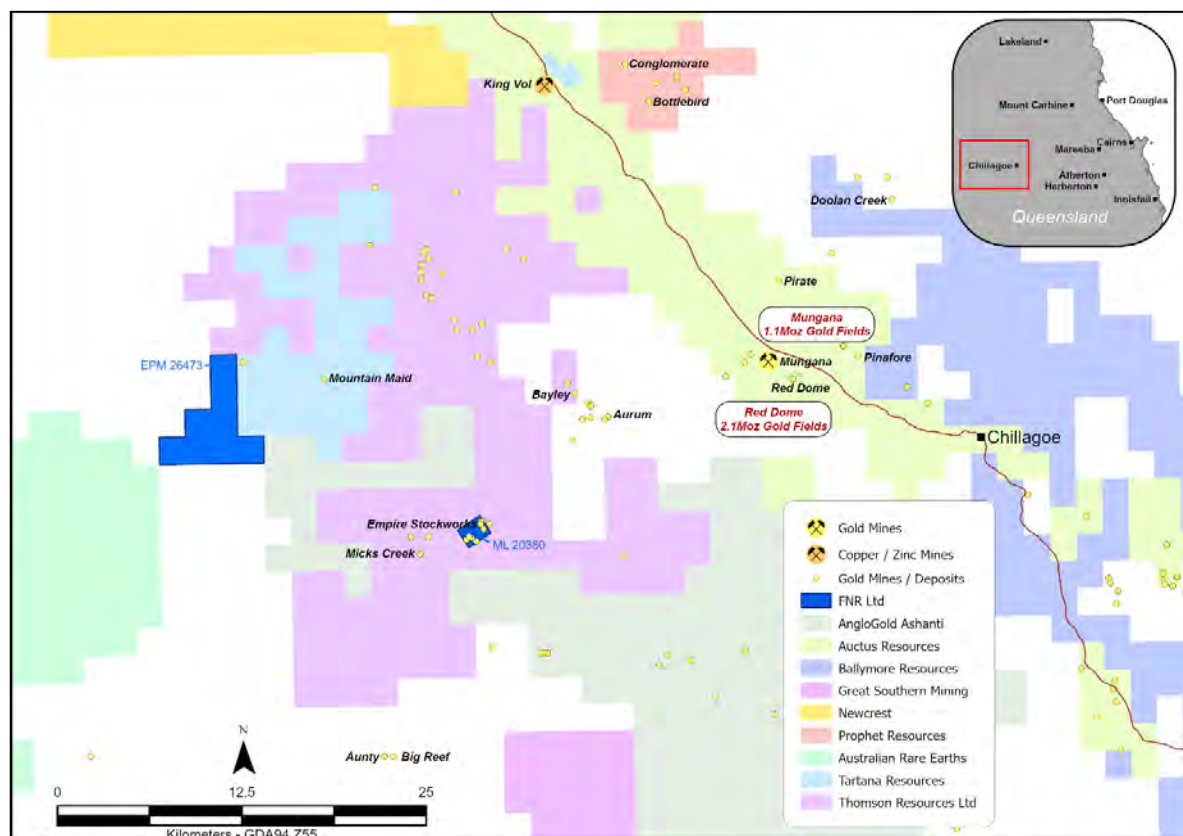 Lakeland
Mount Carbine
Port Douglas
Cairns
Mareeba
Chillagoe
Atherton
Herberton
Innisfail
Queensland
King Vol
Conglomerate
Bottlebird
Doolan Creek
Pirate
Mungana
1.1Moz Gold Fields
EPM 26473
Mungana
Pinafore
Mountain Maid
Red Dome
Bayley
Aurum
Red Dome
2.1Moz Gold Fields
Chillagoe
Empire Stockworks
ML 20380
Micks Creek
Aunty
Big Reef
N
0
12.5
25
Kilometers - GDA94 Z55
Gold Mines
Copper / Zinc Mines
Gold Mines / Deposits
FNR Ltd
AngloGold Ashanti
Auctus Resources
Ballymore Resources
Great Southern Mining
Newcrest
Prophet Resources
Australian Rare Earths
Tartana Resources
Thomson Resources Ltd